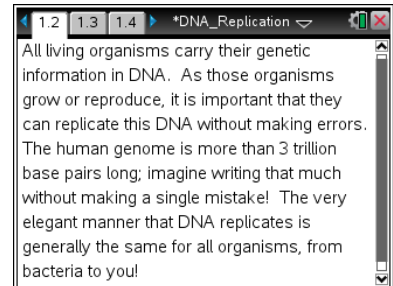 1.2 1.3 1.4 *DNA_Replication
All living organisms carry their genetic
information in DNA. As those organisms
grow or reproduce, it is important that they
can replicate this DNA without making errors.
The human genome is more than 3 trillion
base pairs long; imagine writing that much
without making a single mistake! The very
elegant manner that DNA replicates is
generally the same for all organisms, from
bacteria to you!